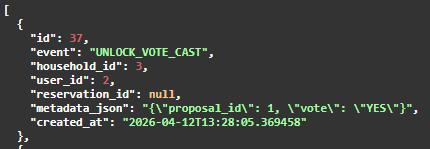 [
{
"id": 37,
"event": "UNLOCK_VOTE_CAST",
"household_id": 3,
"user_id": 2,
"reservation_id": null,
"metadata_json": "{\"proposal_id\": 1, \"vote\": \"YES\"}",
"created_at": "2026-04-12T13:28:05.369458"
},
{